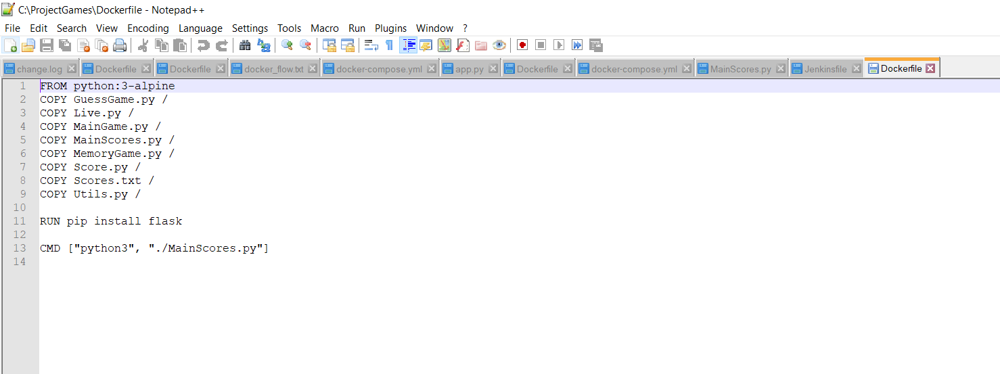 C:\ProjectGames\Dockerfile - Notepad++
File Edit Search View Encoding Language Settings Tools Macro Run Plugins Window ?
change.log Dockerfile Dockerfile docker_flow.txt docker-compose.yml app.py Dockerfile docker-compose.yml MainScores.py Jenkinsfile Dockerfile
1 FROM python:3-alpine
2 COPY GuessGame.py /
3 COPY Live.py /
4 COPY MainGame.py /
5 COPY MainScores.py /
6 COPY MemoryGame.py /
7 COPY Score.py /
8 COPY Scores.txt /
9 COPY Utils.py /
10
11 RUN pip install flask
12
13 CMD ["python3", "./MainScores.py"]
14